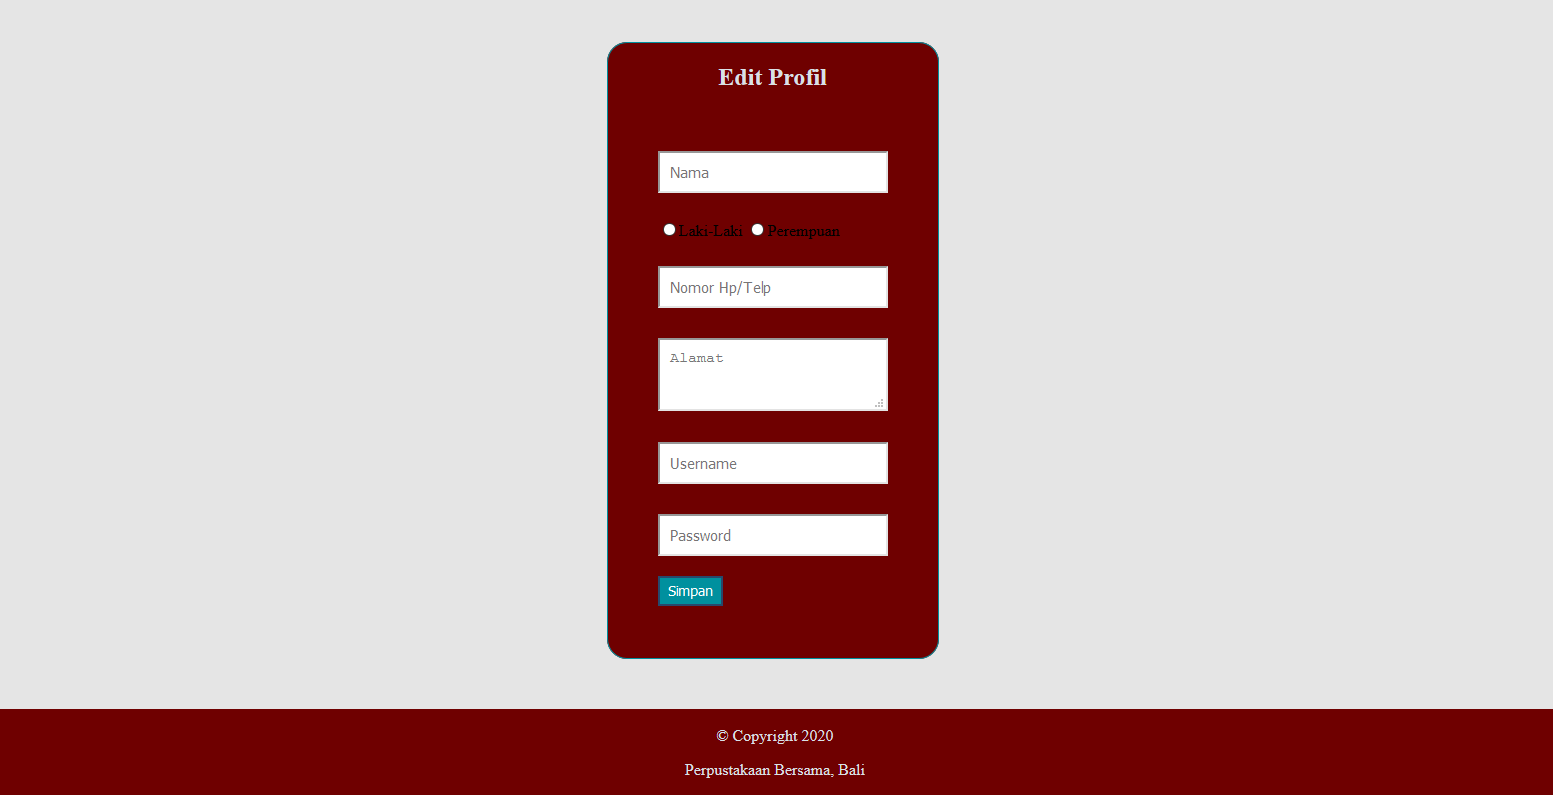 Edit Profil
Nama
Laki-Laki Perempuan
Nomor Hp/Telp
Alamat
Username
Password
Simpan
© Copyright 2020
Perpustakaan Bersama, Bali